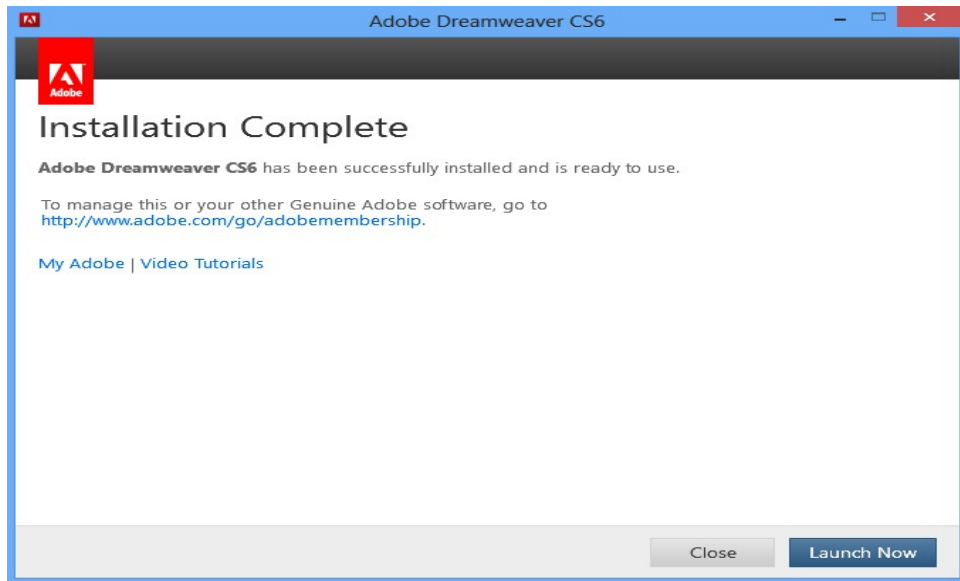 Adobe Dreamweaver CS6
Adobe
Installation Complete
Adobe Dreamweaver CS6 has been successfully installed and is ready to use.
To manage this or your other Genuine Adobe software, go to
http://www.adobe.com/go/adobemembership.
My Adobe | Video Tutorials
Close Launch Now